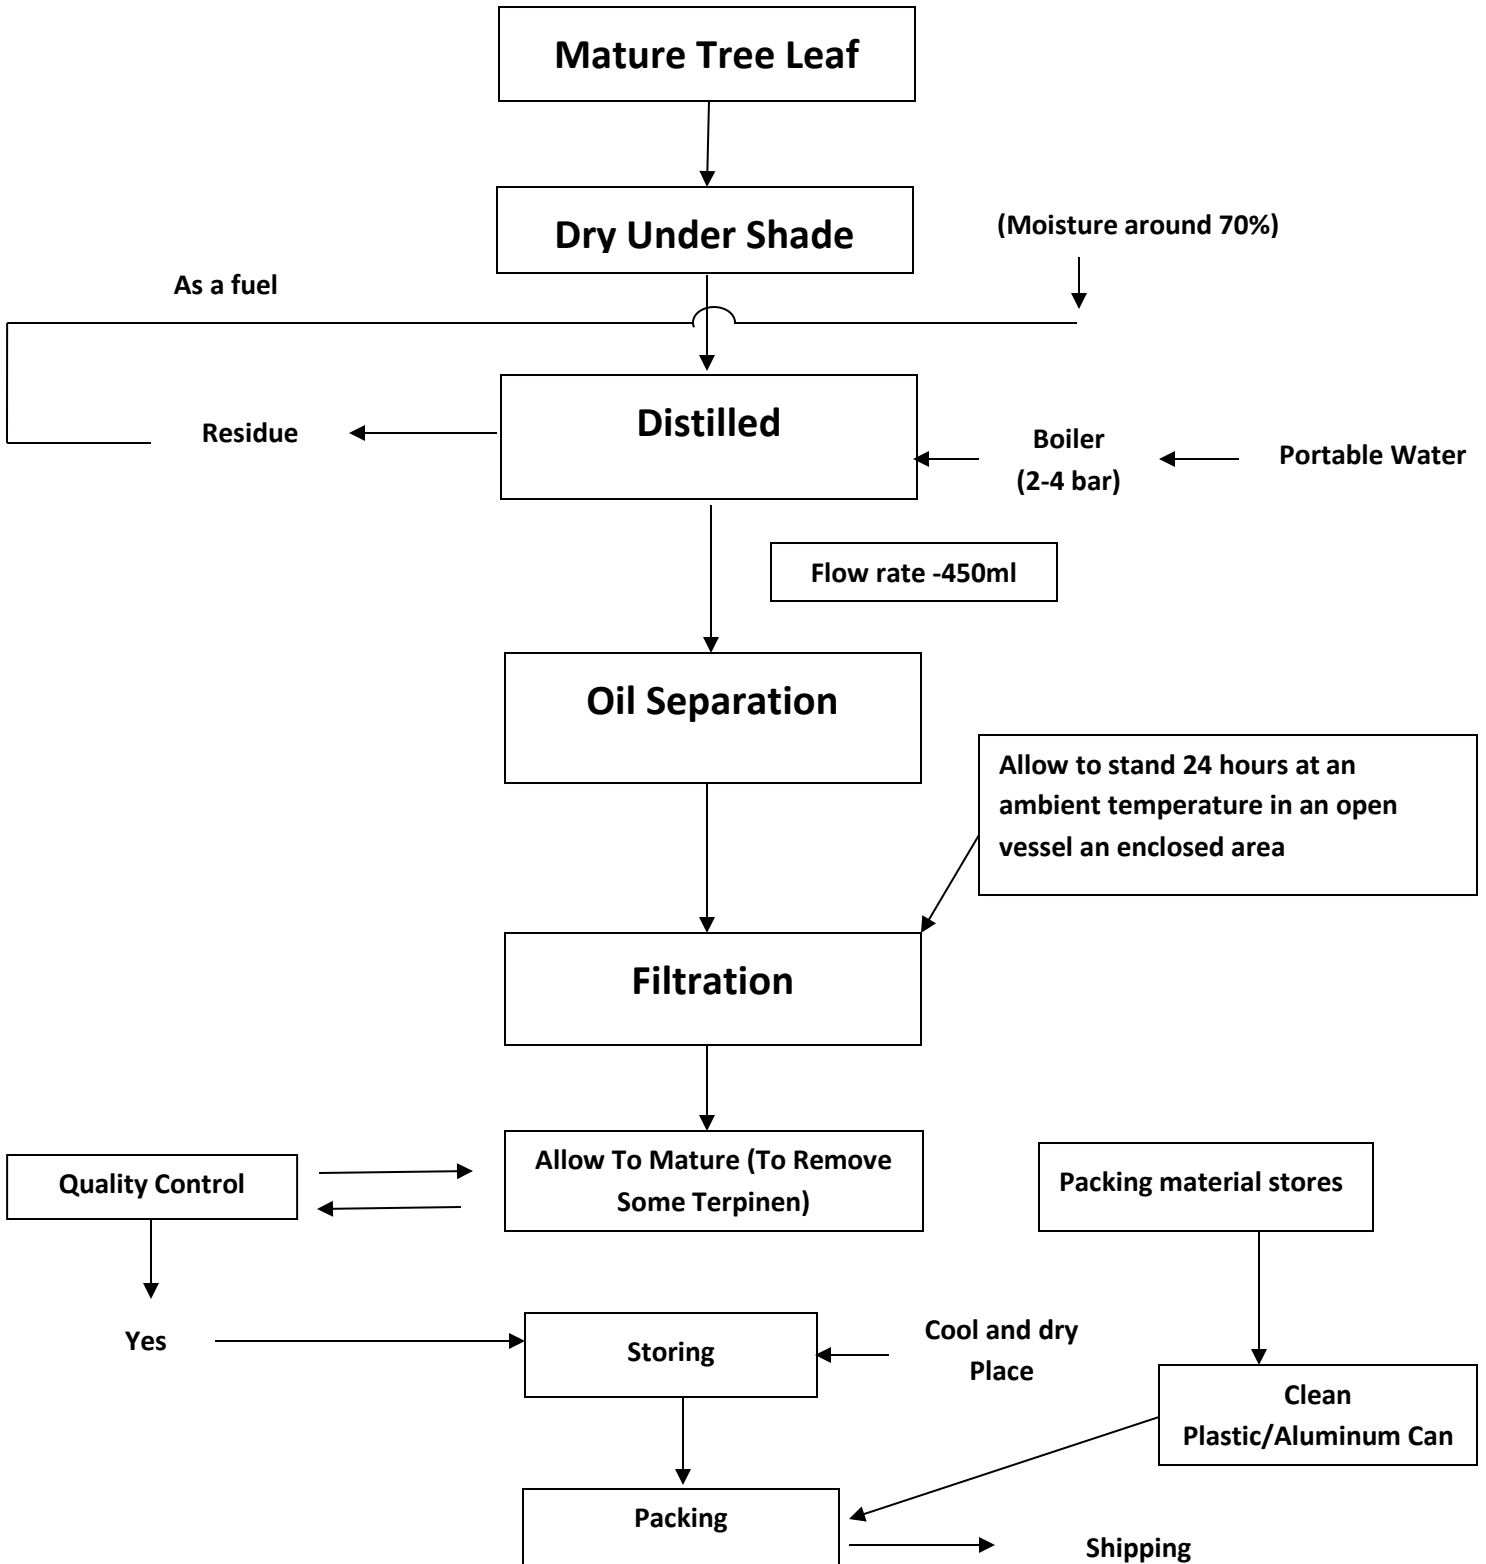 Mature Tree Leaf
Dry Under Shade
(Moisture around 70%)
As a fuel
Distilled
Residue
Boiler
(2-4 bar)
Portable Water
Flow rate -450ml
Oil Separation
Allow to stand 24 hours at an
ambient temperature in an open
vessel an enclosed area
Filtration
Allow To Mature (To Remove
Some Terpinen)
Quality Control
Packing material stores
Yes
Storing
Cool and dry
Place
Clean
Plastic/Aluminum Can
Packing
Shipping